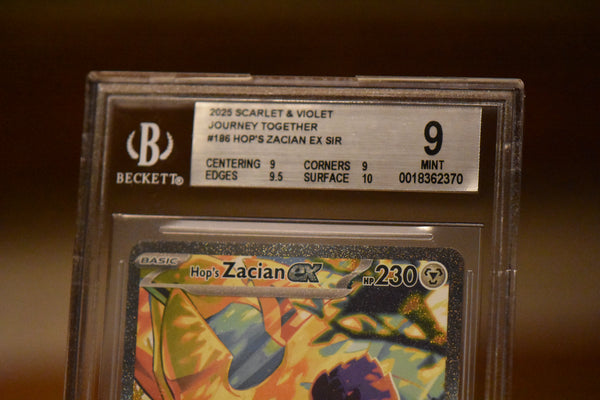 2025 SCARLET & VIOLET
JOURNEY TOGETHER
#186 HOP'S ZACIAN EX SIR
CENTERING 9 CORNERS 9
EDGES 9.5 SURFACE 10
9
MINT
0018362370
B
BECKETT®
BASIC
Hop's Zacian ex HP 230